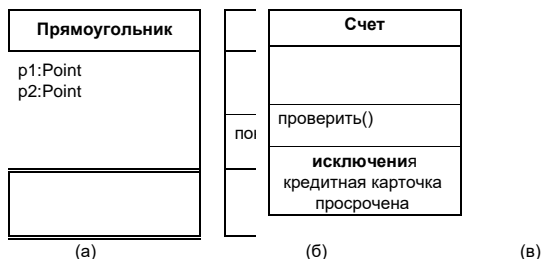 Прямоугольник
p1:Point
p2:Point
Счет
проверить()
исключения
кредитная карточка
просрочена
(а)
(б)
(в)